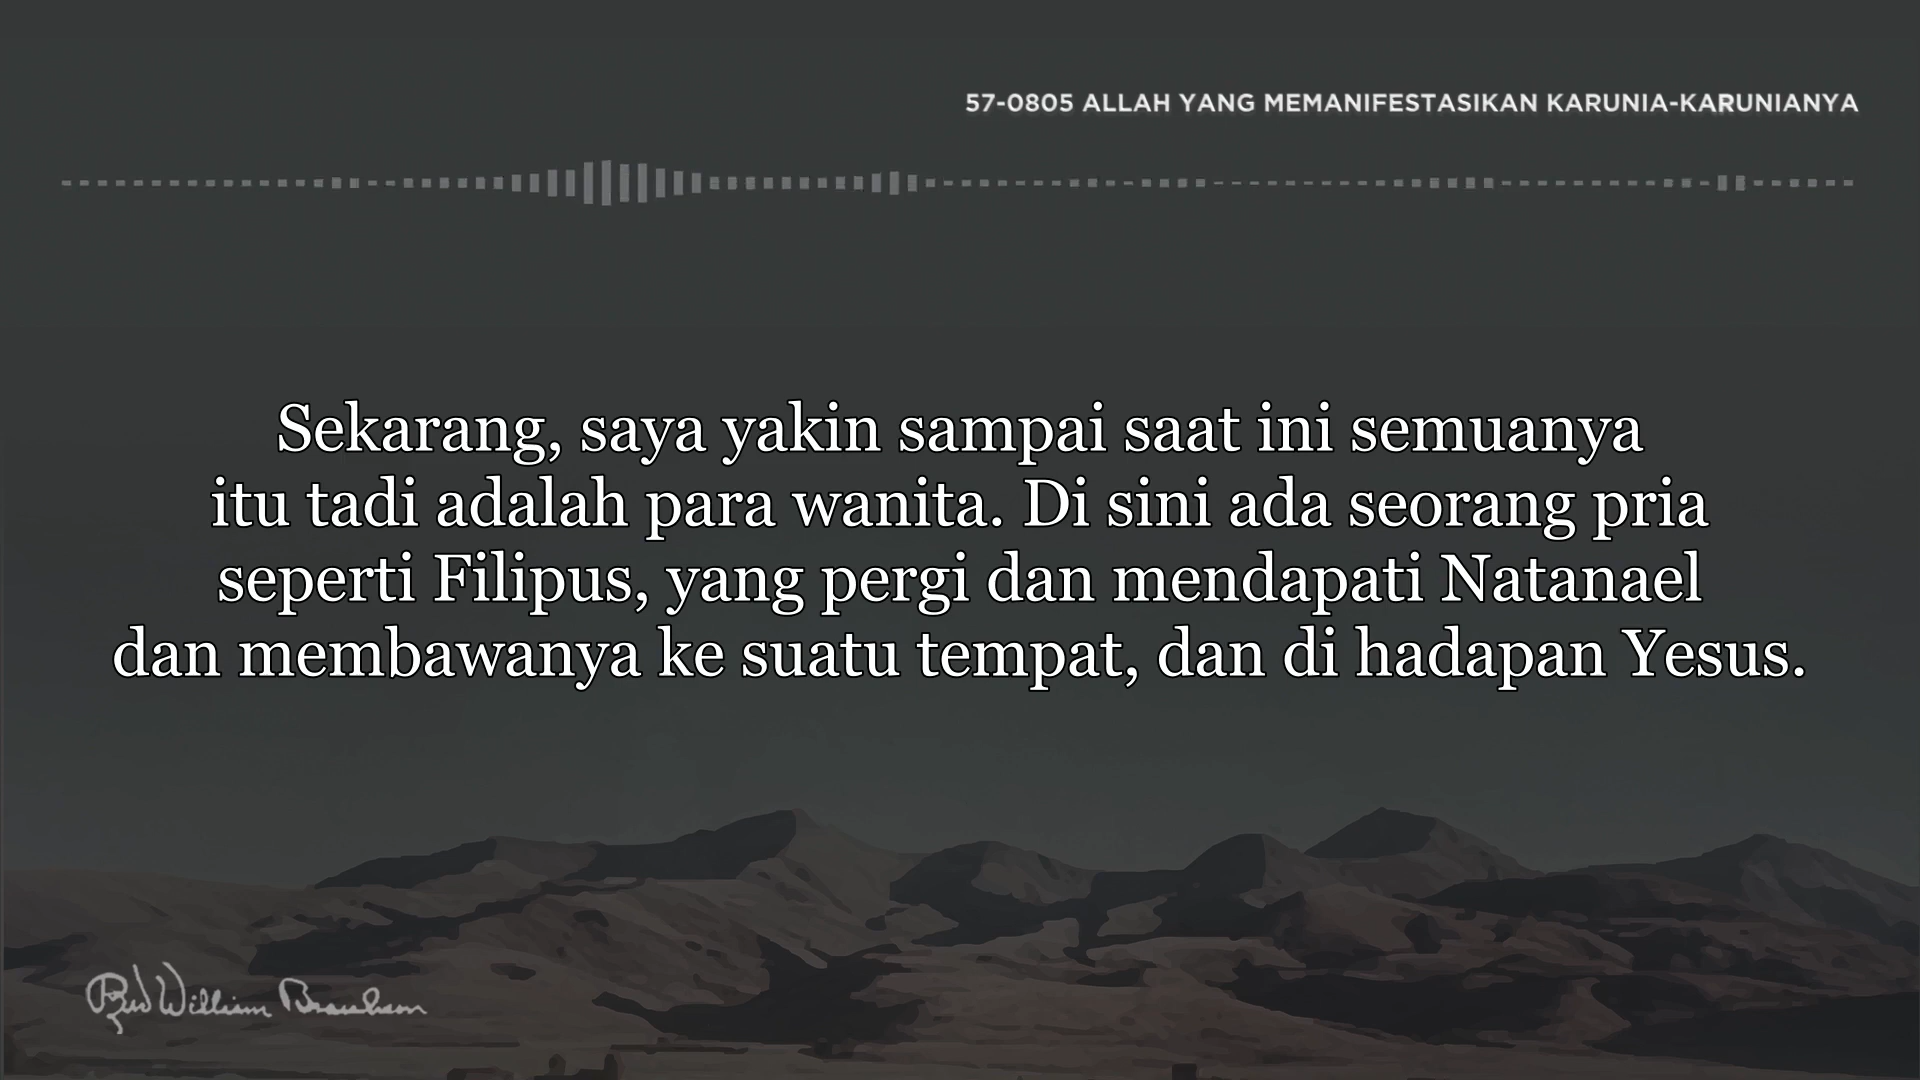 57-0805 ALLAH YANG MEMANIFESTASIKAN KARUNIA-KARUNIANYA
Sekarang, saya yakin sampai saat ini semuanya
itu tadi adalah para wanita. Di sini ada seorang pria
seperti Filipus, yang pergi dan mendapati Natanael
dan membawanya ke suatu tempat, dan di hadapan Yesus.
Rev William Branham